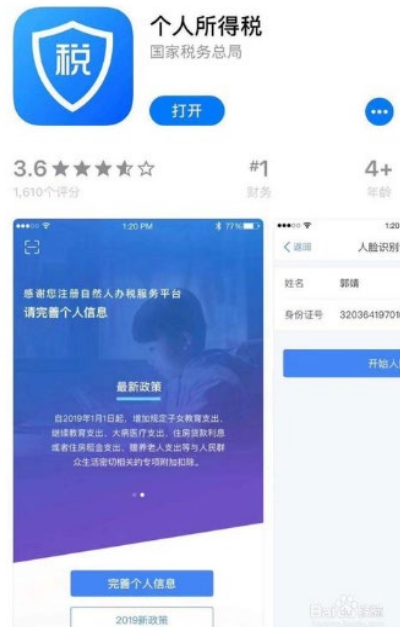 税
个人所得税
国家税务总局
打开
3.6
#1
4+
1,610个评分
财务
年龄
1:20 PM
77%
1:20
返回
人脸识别
感谢您注册自然人办税服务平台
请完善个人信息
姓名
郭靖
身份证号
3203641970
开始人
最新政策
自2019年1月1日起，增加规定子女教育支出、
继续教育支出、大病医疗支出、住房贷款利息
或者住房租金支出、赡养老人支出等与人民群
众生活密切相关的专项附加扣除。
完善个人信息
2019新政策
Baidu 经验